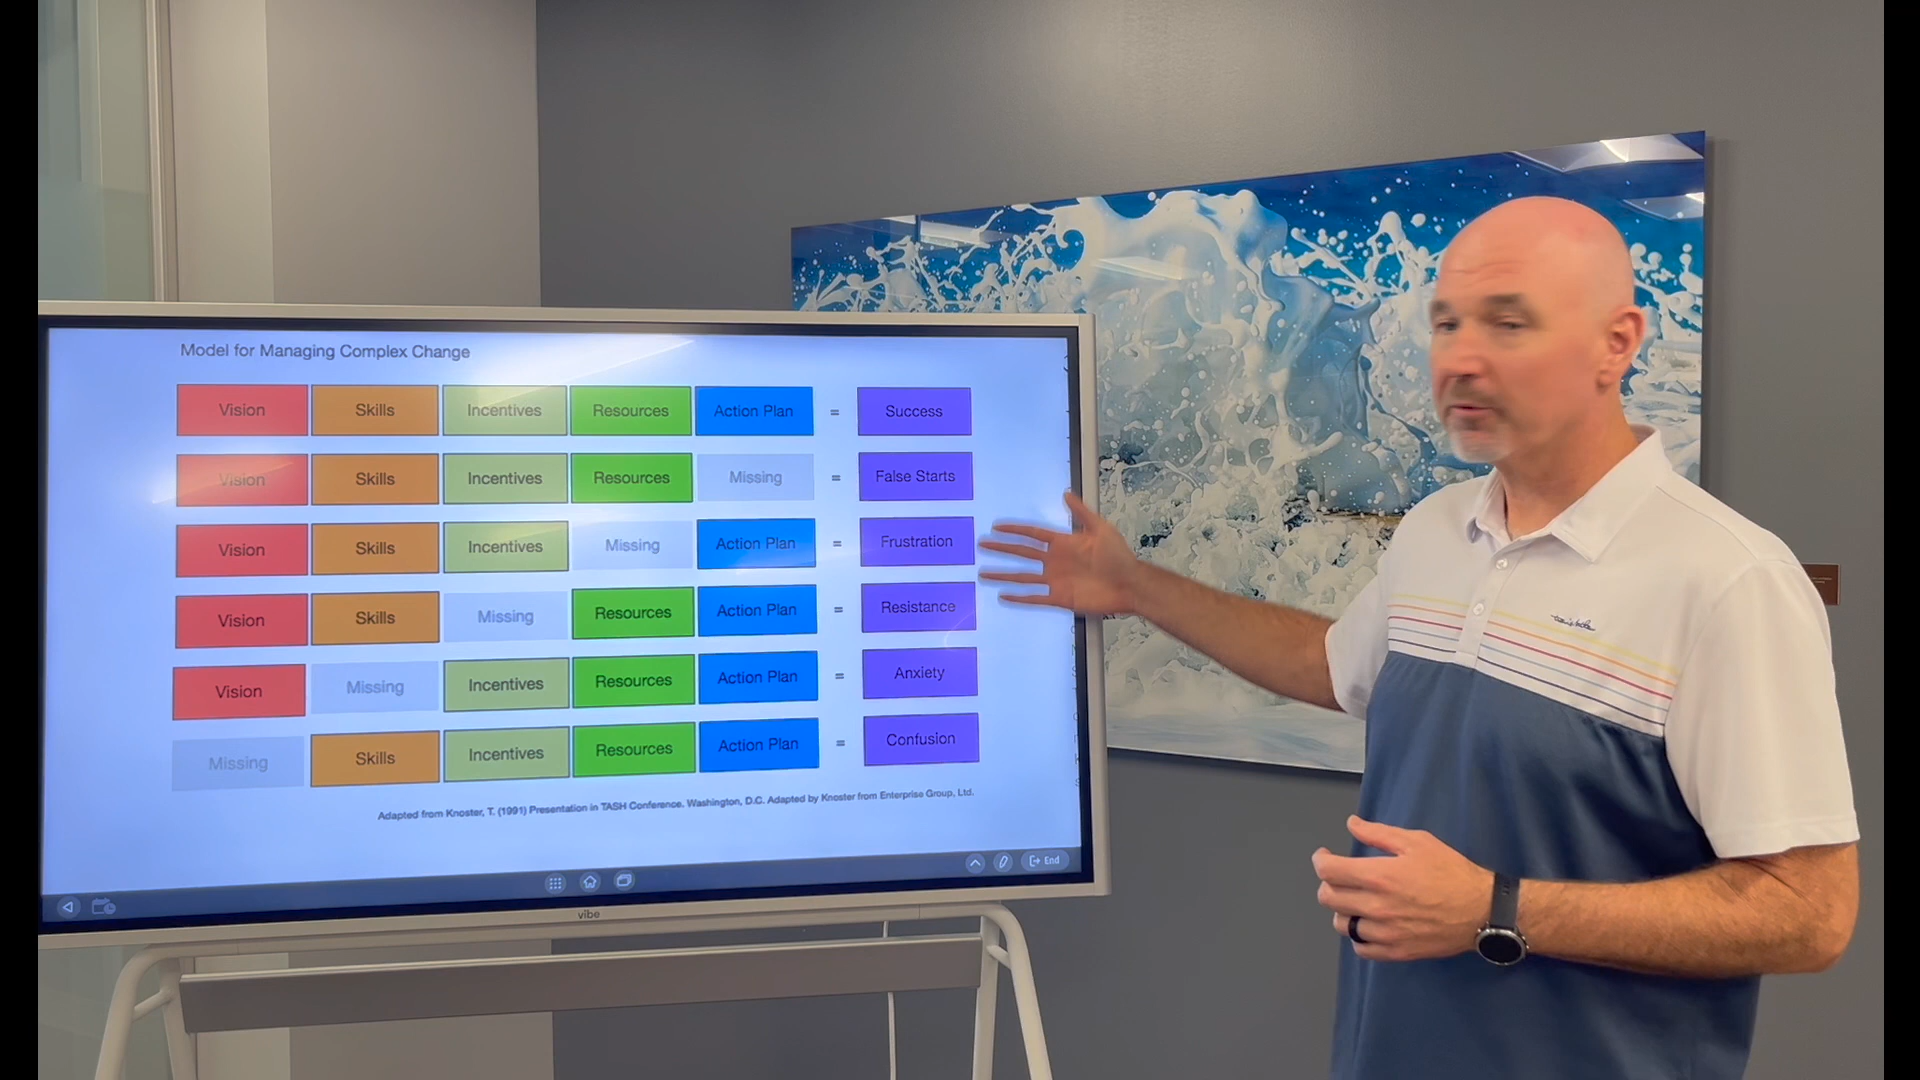 Model for Managing Complex Change
Vision Skills Incentives Resources Action Plan = Success
Vision Skills Incentives Resources Missing = False Starts
Vision Skills Incentives Missing Action Plan = Frustration
Vision Skills Missing Resources Action Plan = Resistance
Vision Missing Incentives Resources Action Plan = Anxiety
Missing Skills Incentives Resources Action Plan = Confusion
Adapted from Knoster, T. (1991) Presentation in TASH Conference. Washington, D.C. Adapted by Knoster from Enterprise Group, Ltd.
End
vibe